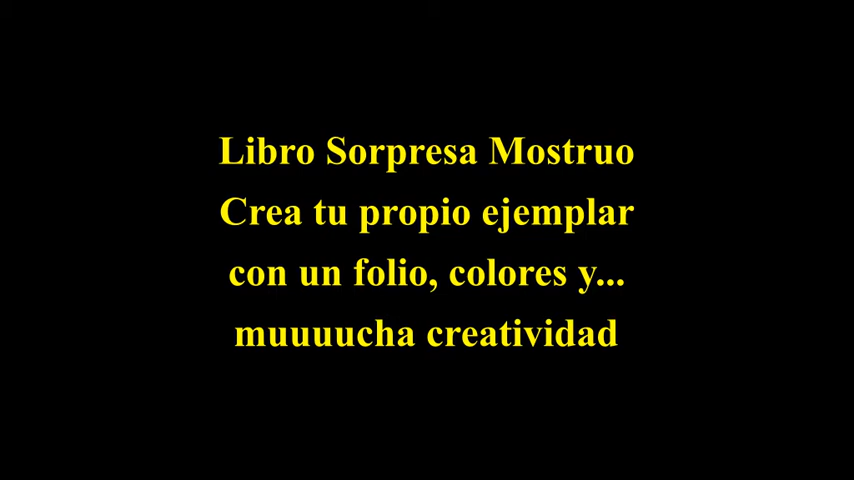 Libro Sorpresa Mostruo
Crea tu propio ejemplar
con un folio, colores y...
muuuucha creatividad